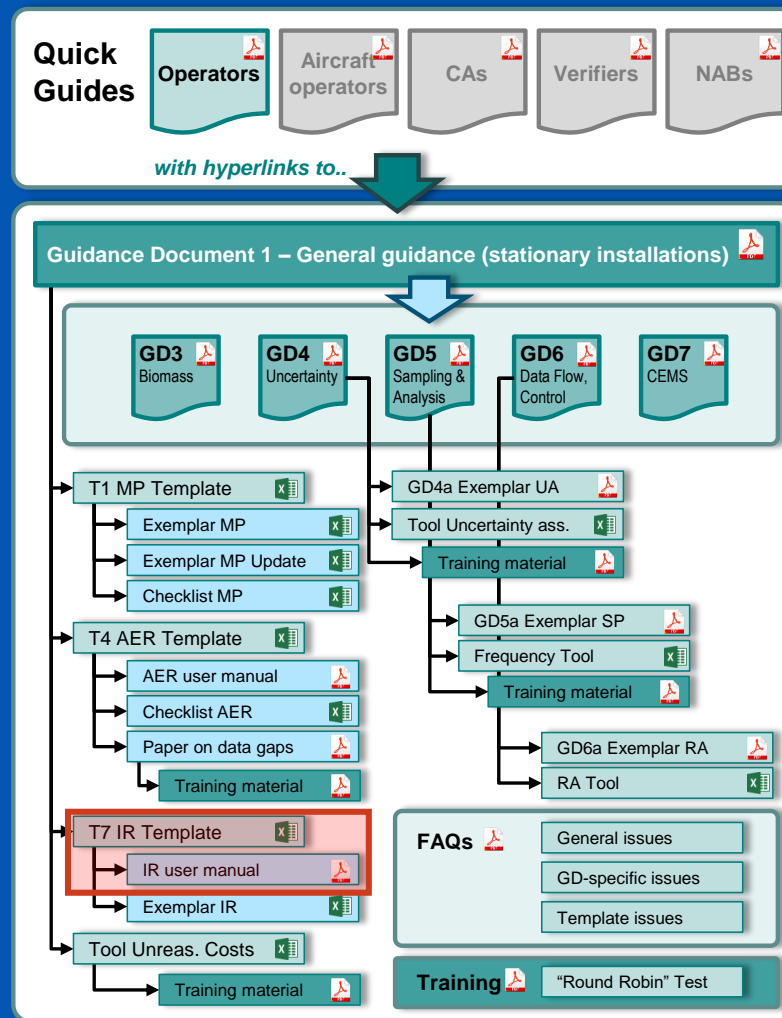 Quick
Guides
Operators
Aircraft
operators
CAs
Verifiers
NABs
with hyperlinks to..
Guidance Document 1 – General guidance (stationary installations)
GD3
Biomass
GD4
Uncertainty
GD5
Sampling &
Analysis
GD6
Data Flow,
Control
GD7
CEMS
T1 MP Template
Exemplar MP
Exemplar MP Update
Checklist MP
T4 AER Template
AER user manual
Checklist AER
Paper on data gaps
Training material
T7 IR Template
IR user manual
Exemplar IR
Tool Unreas. Costs
Training material
GD4a Exemplar UA
Tool Uncertainty ass.
Training material
GD5a Exemplar SP
Frequency Tool
Training material
GD6a Exemplar RA
RA Tool
FAQs
General issues
GD-specific issues
Template issues
Training
“Round Robin” Test